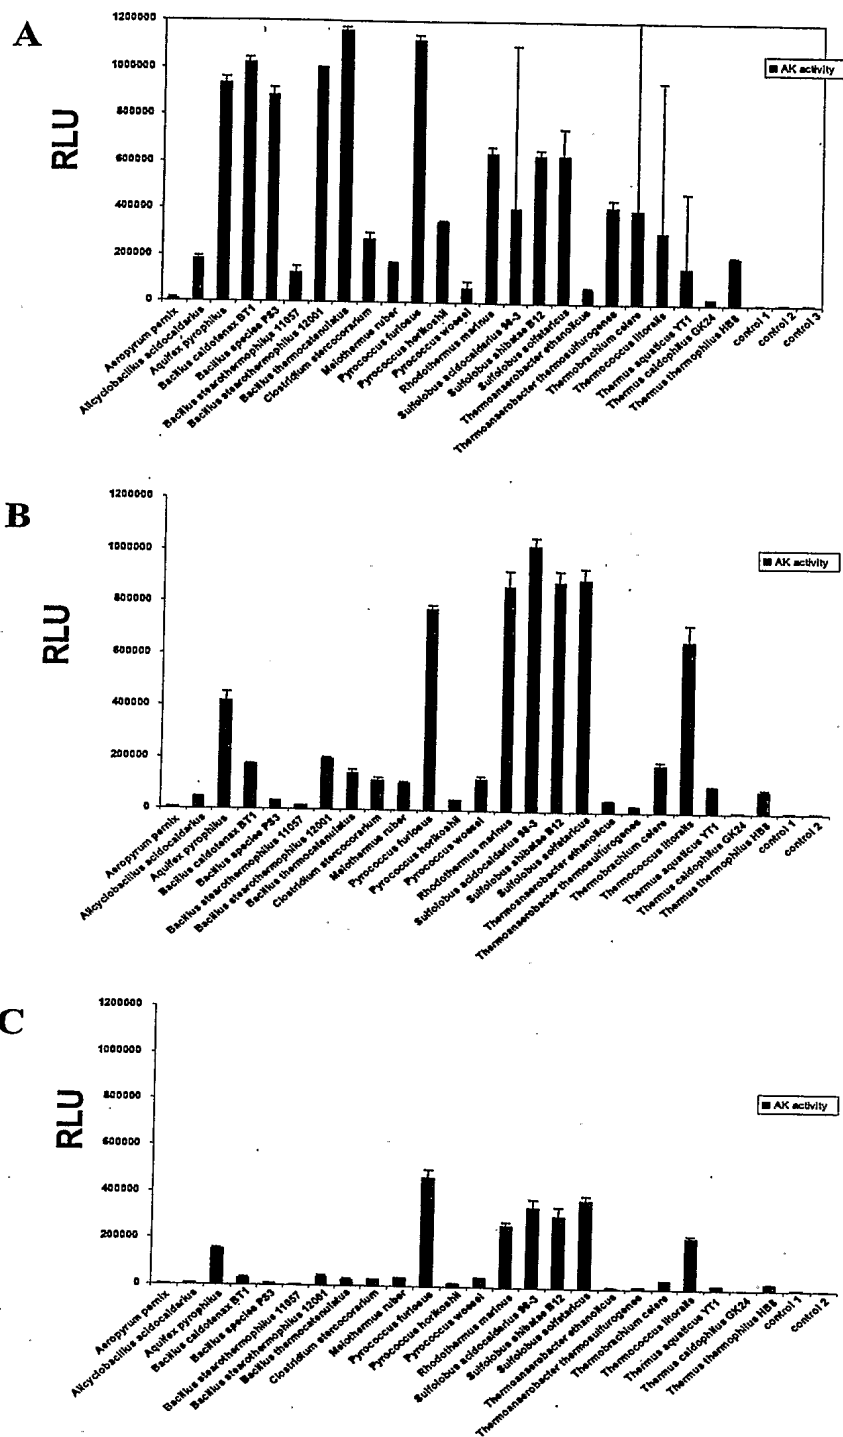 A
1200000
1000000
800000
600000
400000
200000
0
RLU
AK activity
Aeropyrum pernix
Alicyclobacillus acidocaldarius
Aquifex pyrophilus
Bacillus caldotenax BT1
Bacillus species PS3
Bacillus stearothermophilus 11057
Bacillus stearothermophilus 12001
Bacillus thermocatenulatus
Clostridium stercocorarium
Meiothermus ruber
Pyrococcus furiosus
Pyrococcus horikoshii
Pyrococcus woesei
Rhodothermus marinus
Sulfolobus acidocaldarius 98-3
Sulfolobus shibatae B12
Sulfolobus solfataricus
Thermoanaerobacter ethanolicus
Thermoanaerobacter thermosulfurogenes
Thermobrachium celere
Thermococcus litoralis
Thermus aquaticus YT1
Thermus caldophilus GK24
Thermus thermophilus HB8
control 1
control 2
control 3
B
1200000
1000000
800000
600000
400000
200000
0
RLU
AK activity
Aeropyrum pernix
Alicyclobacillus acidocaldarius
Aquifex pyrophilus
Bacillus caldotenax BT1
Bacillus species PS3
Bacillus stearothermophilus 11057
Bacillus stearothermophilus 12001
Bacillus thermocatenulatus
Clostridium stercocorarium
Meiothermus ruber
Pyrococcus furiosus
Pyrococcus horikoshii
Pyrococcus woesei
Rhodothermus marinus
Sulfolobus acidocaldarius 98-3
Sulfolobus shibatae B12
Sulfolobus solfataricus
Thermoanaerobacter ethanolicus
Thermoanaerobacter thermosulfurogenes
Thermobrachium celere
Thermococcus litoralis
Thermus aquaticus YT1
Thermus caldophilus GK24
Thermus thermophilus HB8
control 1
control 2
C
1200000
1000000
800000
600000
400000
200000
0
RLU
AK activity
Aeropyrum pernix
Alicyclobacillus acidocaldarius
Aquifex pyrophilus
Bacillus caldotenax BT1
Bacillus species PS3
Bacillus stearothermophilus 11057
Bacillus stearothermophilus 12001
Bacillus thermocatenulatus
Clostridium stercocorarium
Meiothermus ruber
Pyrococcus furiosus
Pyrococcus horikoshii
Pyrococcus woesei
Rhodothermus marinus
Sulfolobus acidocaldarius 98-3
Sulfolobus shibatae B12
Sulfolobus solfataricus
Thermoanaerobacter ethanolicus
Thermoanaerobacter thermosulfurogenes
Thermobrachium celere
Thermococcus litoralis
Thermus aquaticus YT1
Thermus caldophilus GK24
Thermus thermophilus HB8
control 1
control 2